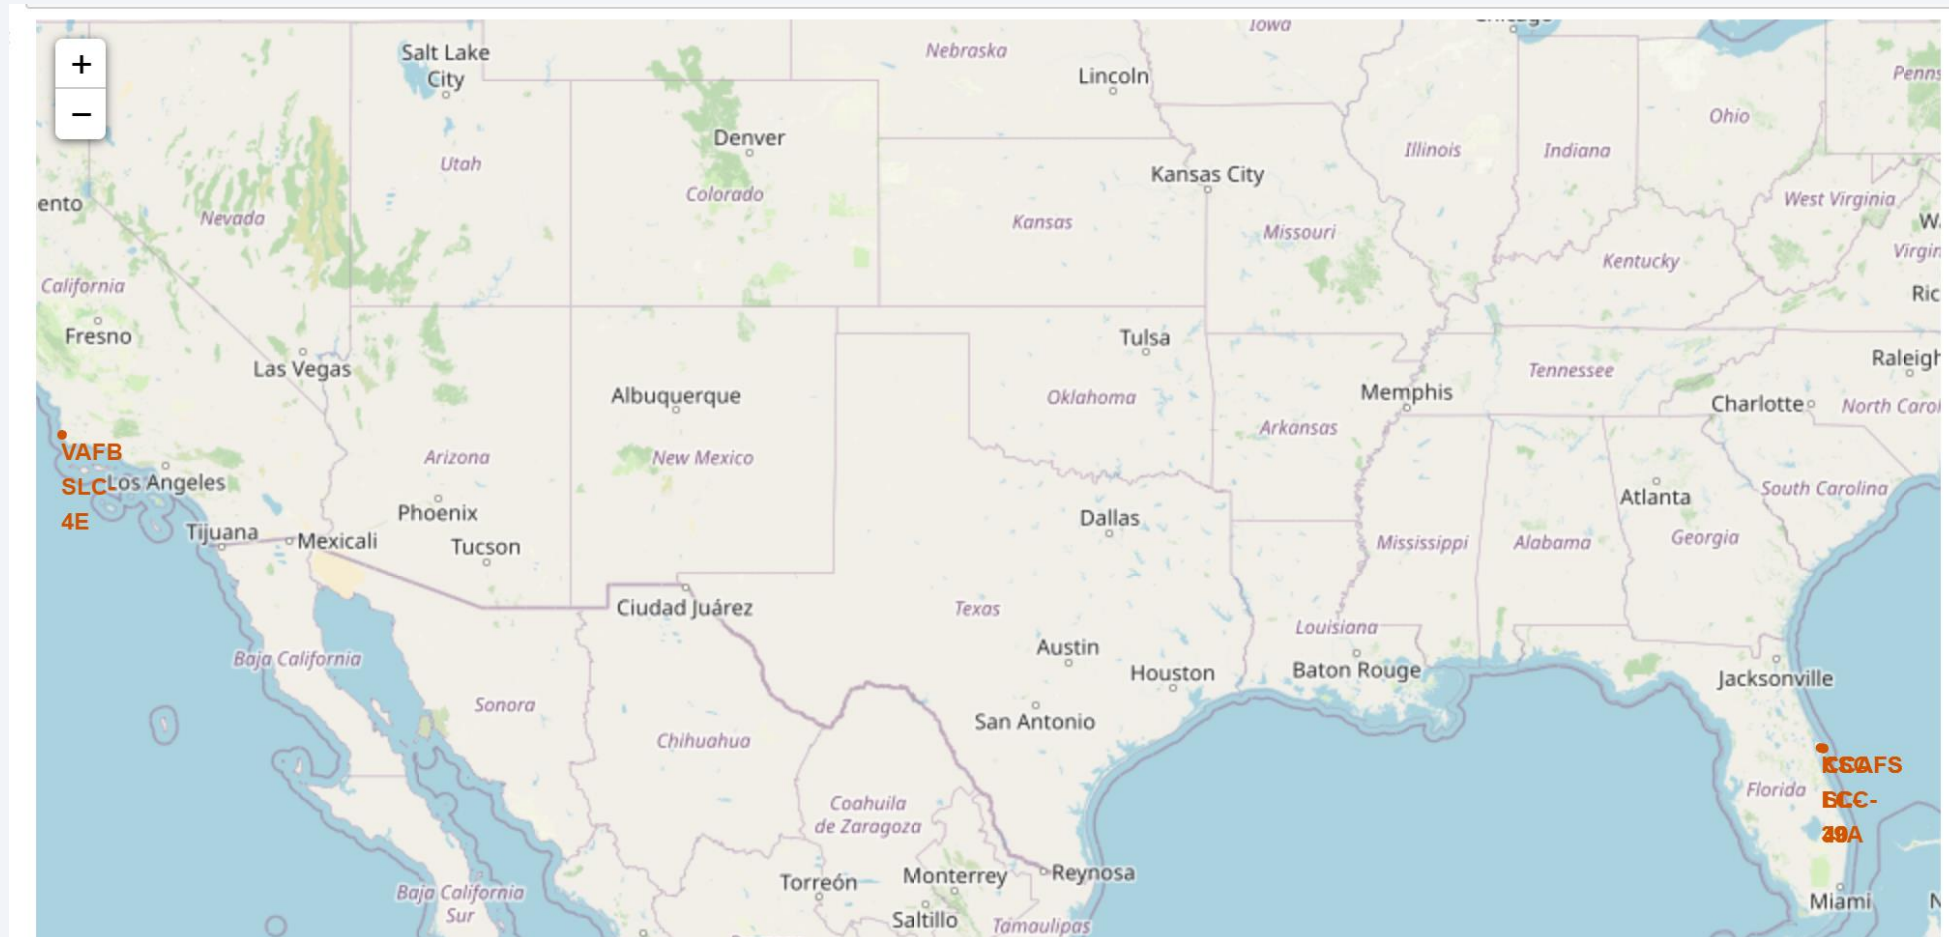 Chicago
Iowa
+
Salt Lake
City
Nebraska
Lincoln
Penns
−
Ohio
Denver
Utah
Illinois
Indiana
Kansas City
Colorado
West Virginia
ento
Nevada
Kansas
Missouri
W
Virgin
Kentucky
California
Ric
Fresno
Tulsa
Las Vegas
Raleigh
Tennessee
Albuquerque
Oklahoma
Memphis
Charlotte
North Carol
Arkansas
VAFB
SLC-
4E
Arizona
New Mexico
Los Angeles
South Carolina
Atlanta
Phoenix
Dallas
Tijuana
Mexicali
Tucson
Mississippi
Alabama
Georgia
Ciudad Juárez
Texas
Louisiana
Austin
Baja California
Houston
Baton Rouge
Jacksonville
Sonora
San Antonio
Chihuahua
Florida
Coahuila
de Zaragoza
Reynosa
Torreón
Monterrey
Baja California
Sur
Saltillo
Tamaulipas
Miami
N